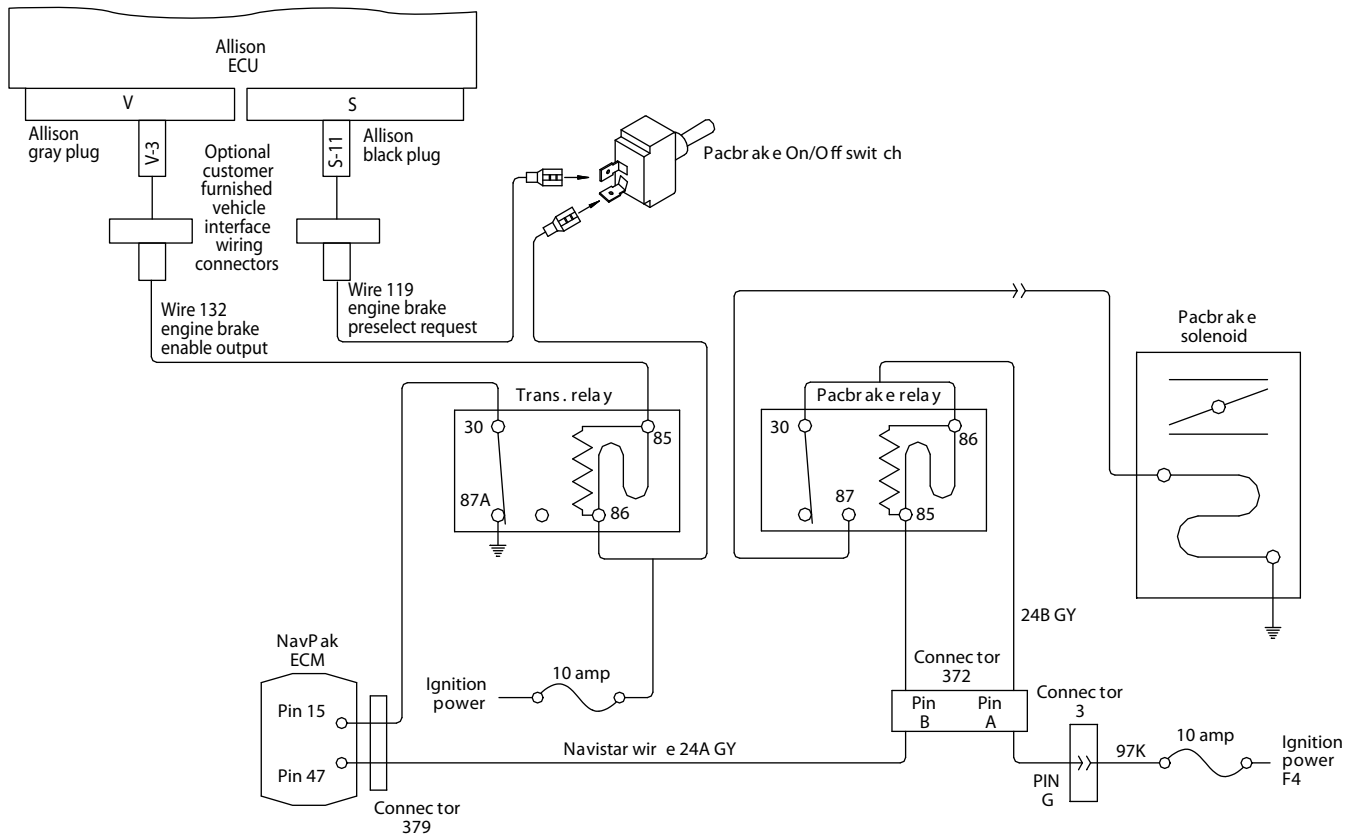 Allison
ECU
V
S
Allison
gray plug
V-3
Optional
customer
furnished
vehicle
interface
wiring
connectors
S-11
Allison
black plug
Pacbrake On/Off switch
Wire 132
engine brake
enable output
Wire 119
engine brake
preselect request
Pacbrake
solenoid
Trans. relay
30
85
87A
86
Pacbrake relay
30
86
87
85
24B GY
NavPak
ECM
Pin 15
Pin 47
Connector
379
Ignition
power
10 amp
Navistar wire 24A GY
Connector
372
Pin
B
Pin
A
Connector
3
PIN
G
97K
10 amp
Ignition
power
F4